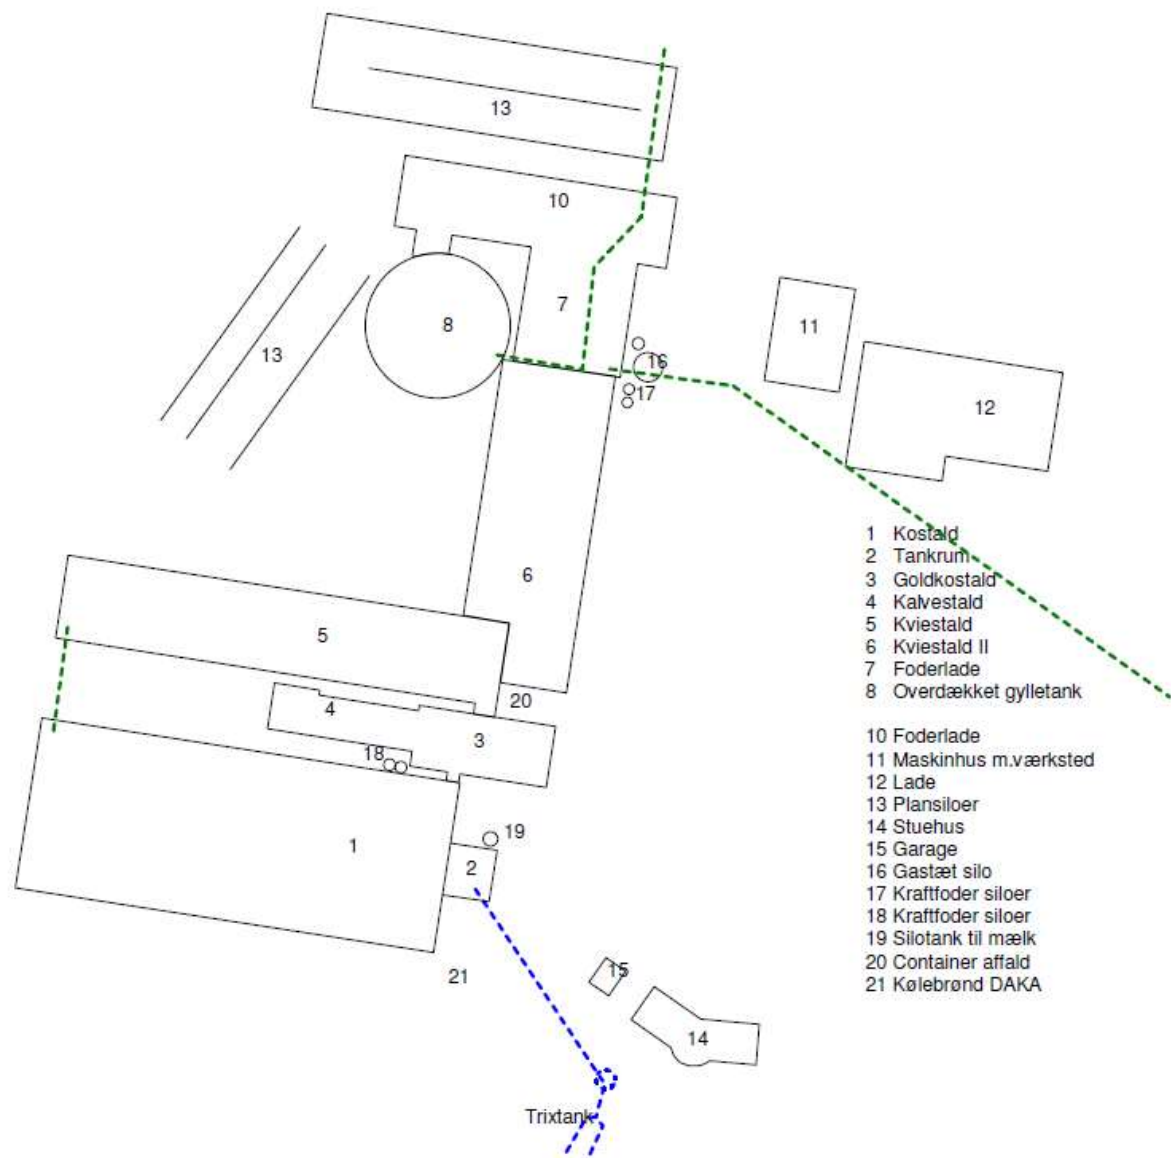 13
10
7
8
13
11
16
17
12
6
5
20
4
3
18
19
1
2
21
15
14
Trixtank
1 Kostald
2 Tankrum
3 Goldkostald
4 Kalvestald
5 Kviestald
6 Kviestald II
7 Foderlade
8 Overdækket gylletank
10 Foderlade
11 Maskinhus m.værksted
12 Lade
13 Plansiloer
14 Stuehus
15 Garage
16 Gastæt silo
17 Kraftfoder siloer
18 Kraftfoder siloer
19 Silotank til mælk
20 Container affald
21 Kølebrønd DAKA